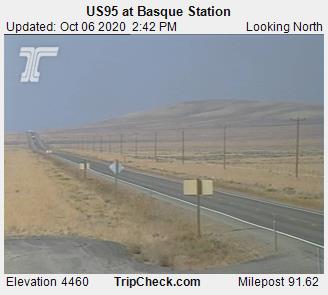 US95 at Basque Station
Updated: Oct 06 2020  2:42 PM Looking North
Elevation 4460 TripCheck.com Milepost 91.62